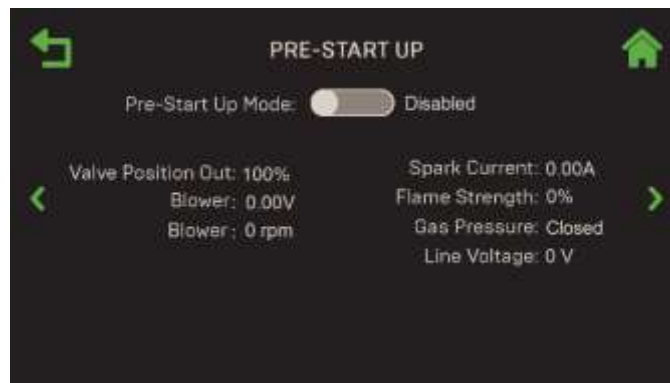 PRE-START UP
Pre-Start Up Mode: Disabled
Valve Position Out: 100%
Blower: 0.00V
Blower: 0 rpm
Spark Current: 0.00A
Flame Strength: 0%
Gas Pressure: Closed
Line Voltage: 0 V